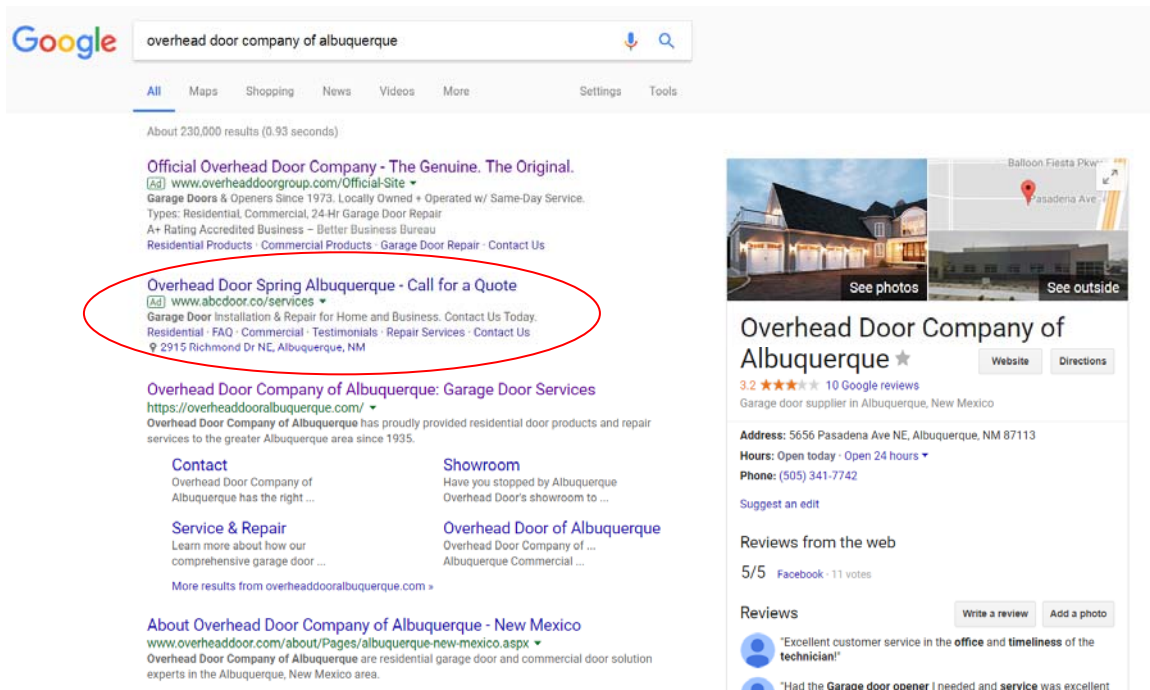 Google
overhead door company of albuquerque
All Maps Shopping News Videos More Settings Tools
About 230,000 results (0.93 seconds)
Official Overhead Door Company - The Genuine. The Original.
Ad www.overheaddoorgroup.com/Official-Site
Garage Doors & Openers Since 1973. Locally Owned + Operated w/ Same-Day Service.
Types: Residential, Commercial, 24-Hr Garage Door Repair
A+ Rating Accredited Business – Better Business Bureau
Residential Products · Commercial Products · Garage Door Repair · Contact Us
Overhead Door Spring Albuquerque - Call for a Quote
Ad www.abcdoor.co/services
Garage Door Installation & Repair for Home and Business. Contact Us Today.
Residential · FAQ · Commercial · Testimonials · Repair Services · Contact Us
2915 Richmond Dr NE, Albuquerque, NM
Overhead Door Company of Albuquerque: Garage Door Services
https://overheaddooralbuquerque.com/
Overhead Door Company of Albuquerque has proudly provided residential door products and repair
services to the greater Albuquerque area since 1935.
Contact
Overhead Door Company of
Albuquerque has the right ...
Showroom
Have you stopped by Albuquerque
Overhead Door's showroom to ...
Service & Repair
Learn more about how our
comprehensive garage door ...
Overhead Door of Albuquerque
Overhead Door Company of ...
Albuquerque Commercial ...
More results from overheaddooralbuquerque.com »
About Overhead Door Company of Albuquerque - New Mexico
www.overheaddoor.com/about/Pages/albuquerque-new-mexico.aspx
Overhead Door Company of Albuquerque are residential garage door and commercial door solution
experts in the Albuquerque, New Mexico area.
Balloon Fiesta Pkwy
Pasadena Ave
See photos
See outside
Overhead Door Company of
Albuquerque
Website Directions
3.2 10 Google reviews
Garage door supplier in Albuquerque, New Mexico
Address: 5656 Pasadena Ave NE, Albuquerque, NM 87113
Hours: Open today · Open 24 hours
Phone: (505) 341-7742
Suggest an edit
Reviews from the web
5/5 Facebook · 11 votes
Reviews
Write a review Add a photo
"Excellent customer service in the office and timeliness of the
technician!"
"Had the Garage door opener I needed and service was excellent